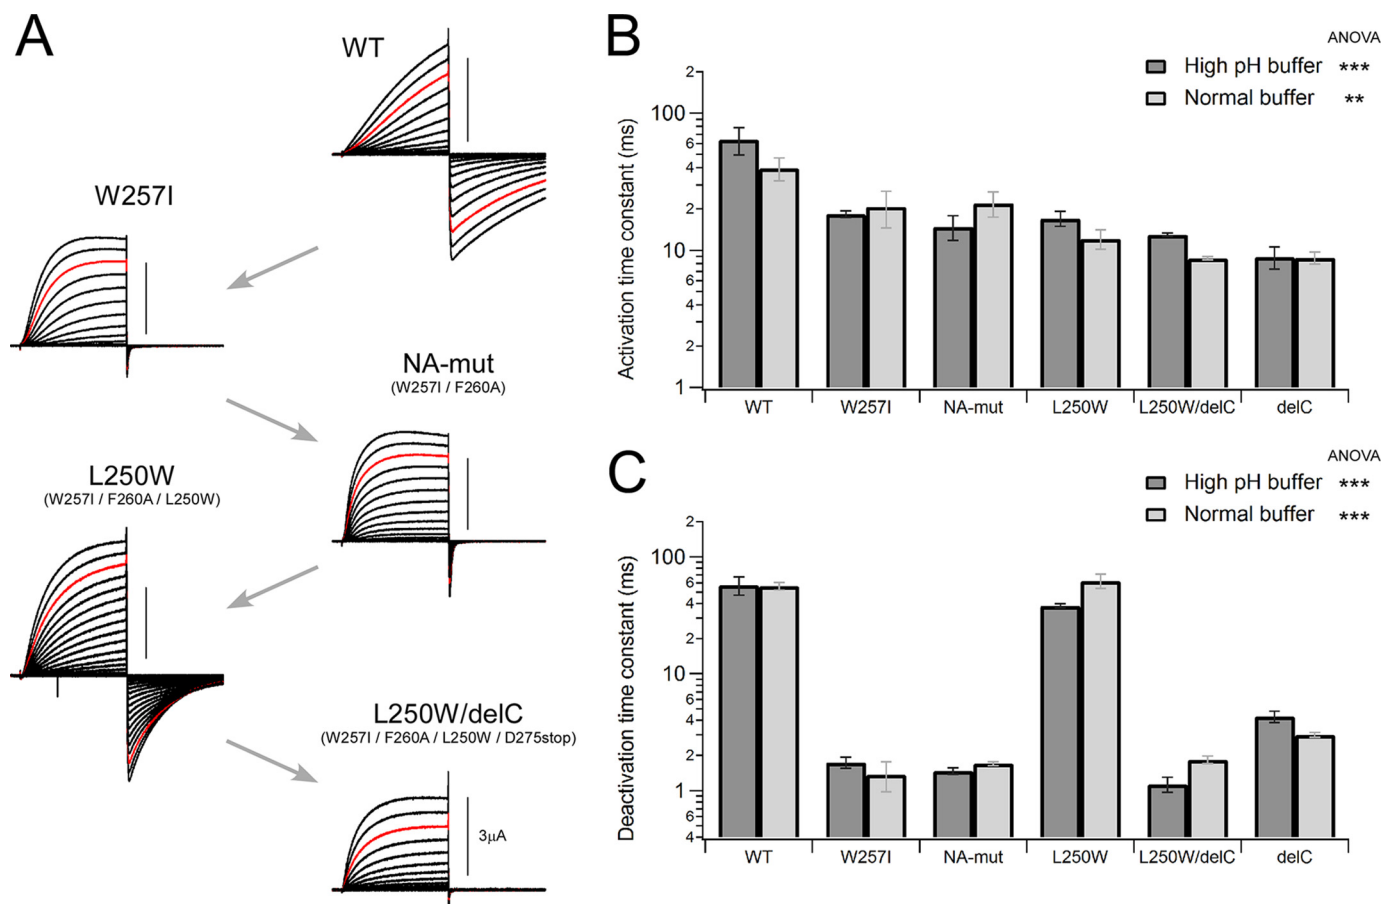 A
WT
W257I
NA-mut
(W257I / F260A)
L250W
(W257I / F260A / L250W)
L250W/delC
(W257I / F260A / L250W / D275stop)
3µA
B
ANOVA
High pH buffer ***
Normal buffer **
Activation time constant (ms)
2
100
6
4
2
10
6
4
2
1
WT W257I NA-mut L250W L250W/delC delC
C
ANOVA
High pH buffer ***
Normal buffer ***
Deactivation time constant (ms)
2
100
6
4
2
10
6
4
2
1
6
4
WT W257I NA-mut L250W L250W/delC delC